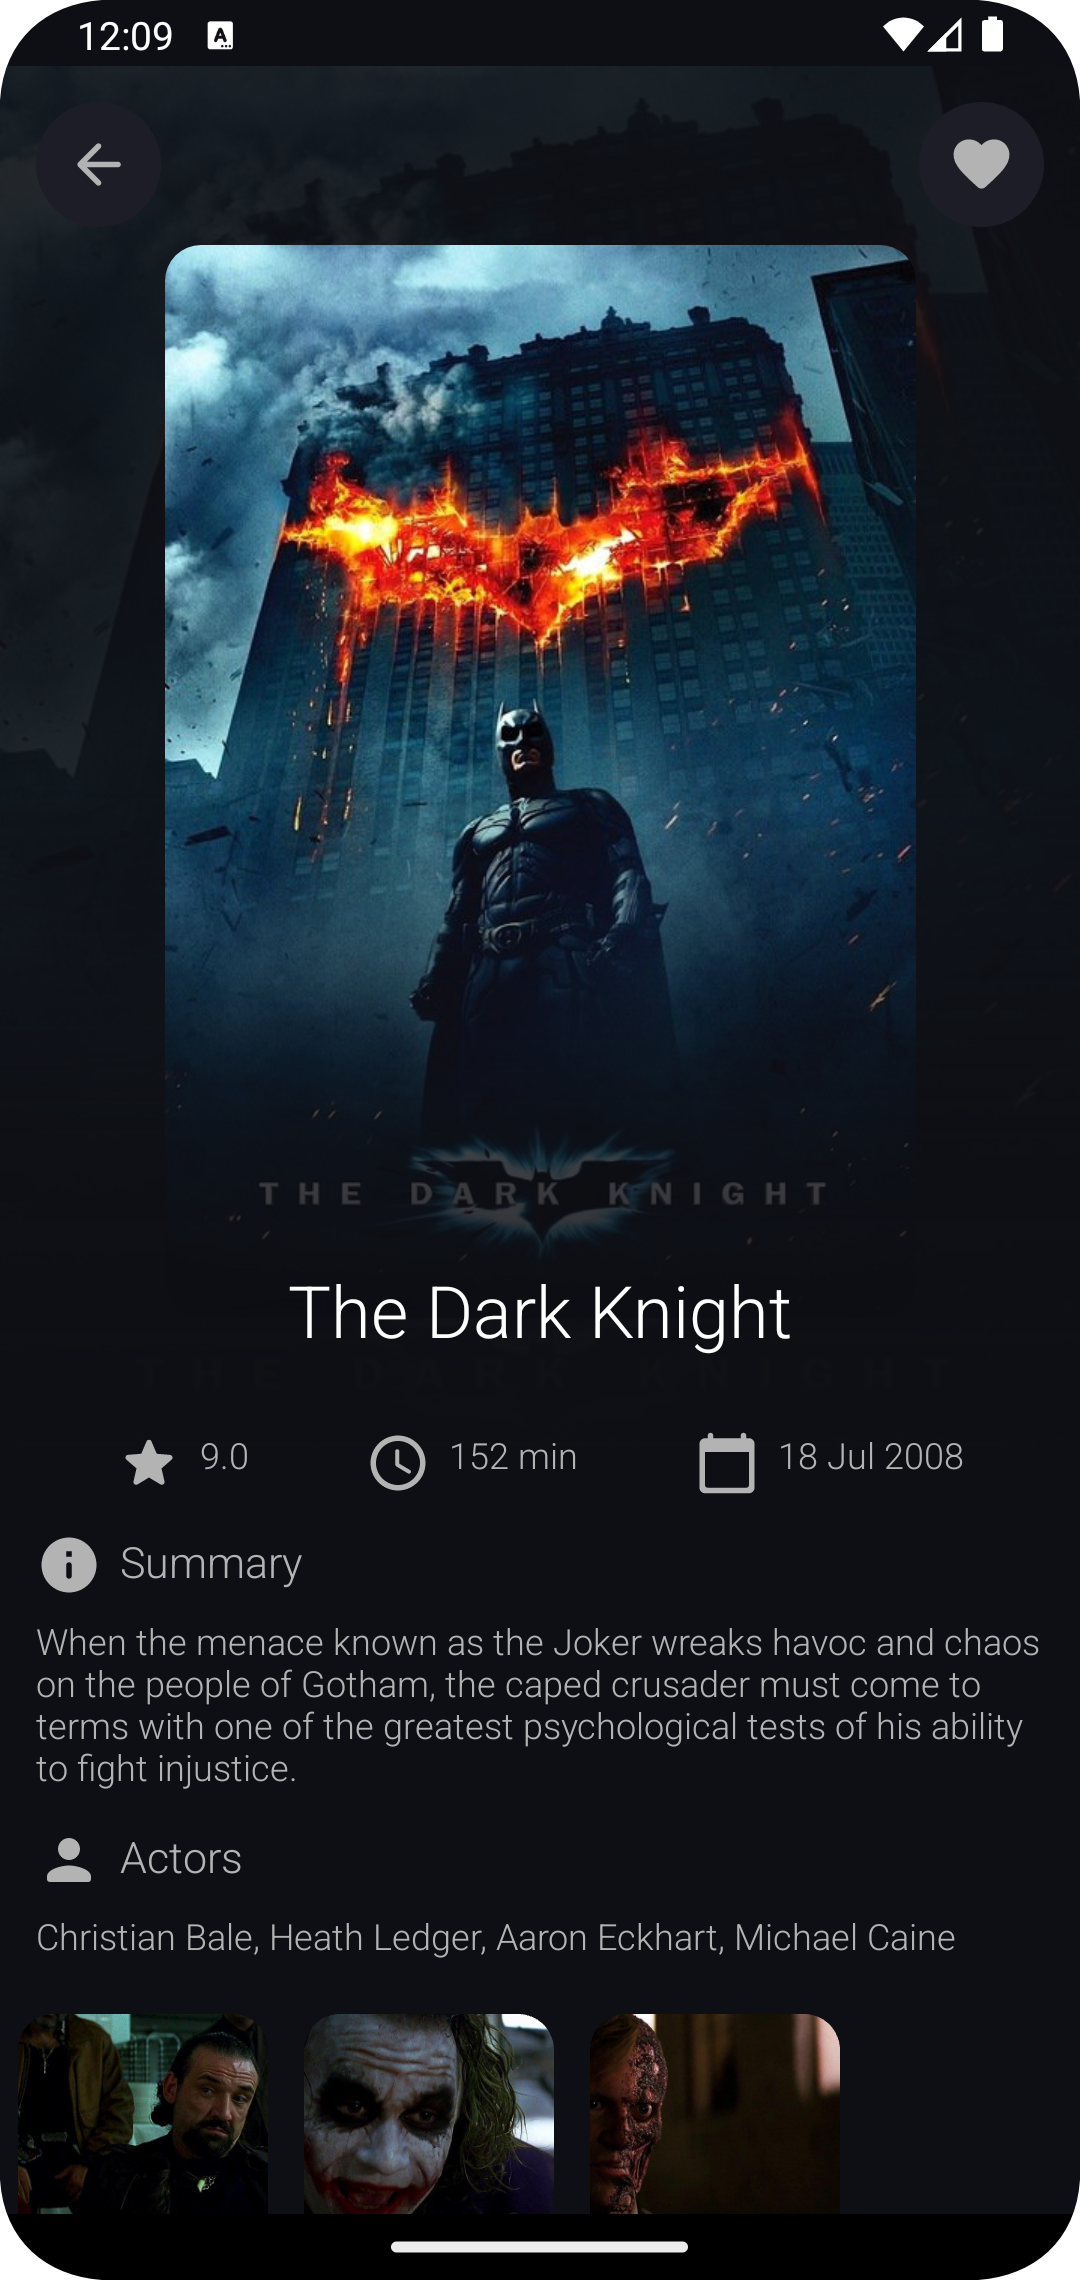 12:09
THE DARK KNIGHT
The Dark Knight
THE DARK KNIGHT
9.0
152 min
18 Jul 2008
Summary
When the menace known as the Joker wreaks havoc and chaos
on the people of Gotham, the caped crusader must come to
terms with one of the greatest psychological tests of his ability
to fight injustice.
Actors
Christian Bale, Heath Ledger, Aaron Eckhart, Michael Caine